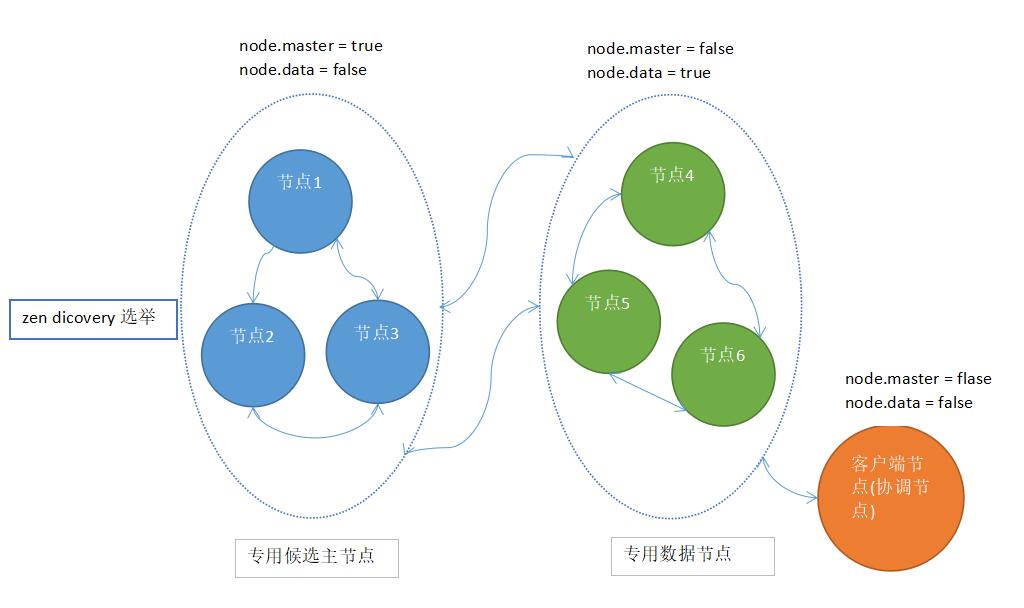 node.master = true
node.data = false
node.master = false
node.data = true
节点1
节点4
zen dicovery 选举
节点2
节点3
节点5
节点6
node.master = flase
node.data = false
客户端节
点(协调节
点)
专用候选主节点
专用数据节点